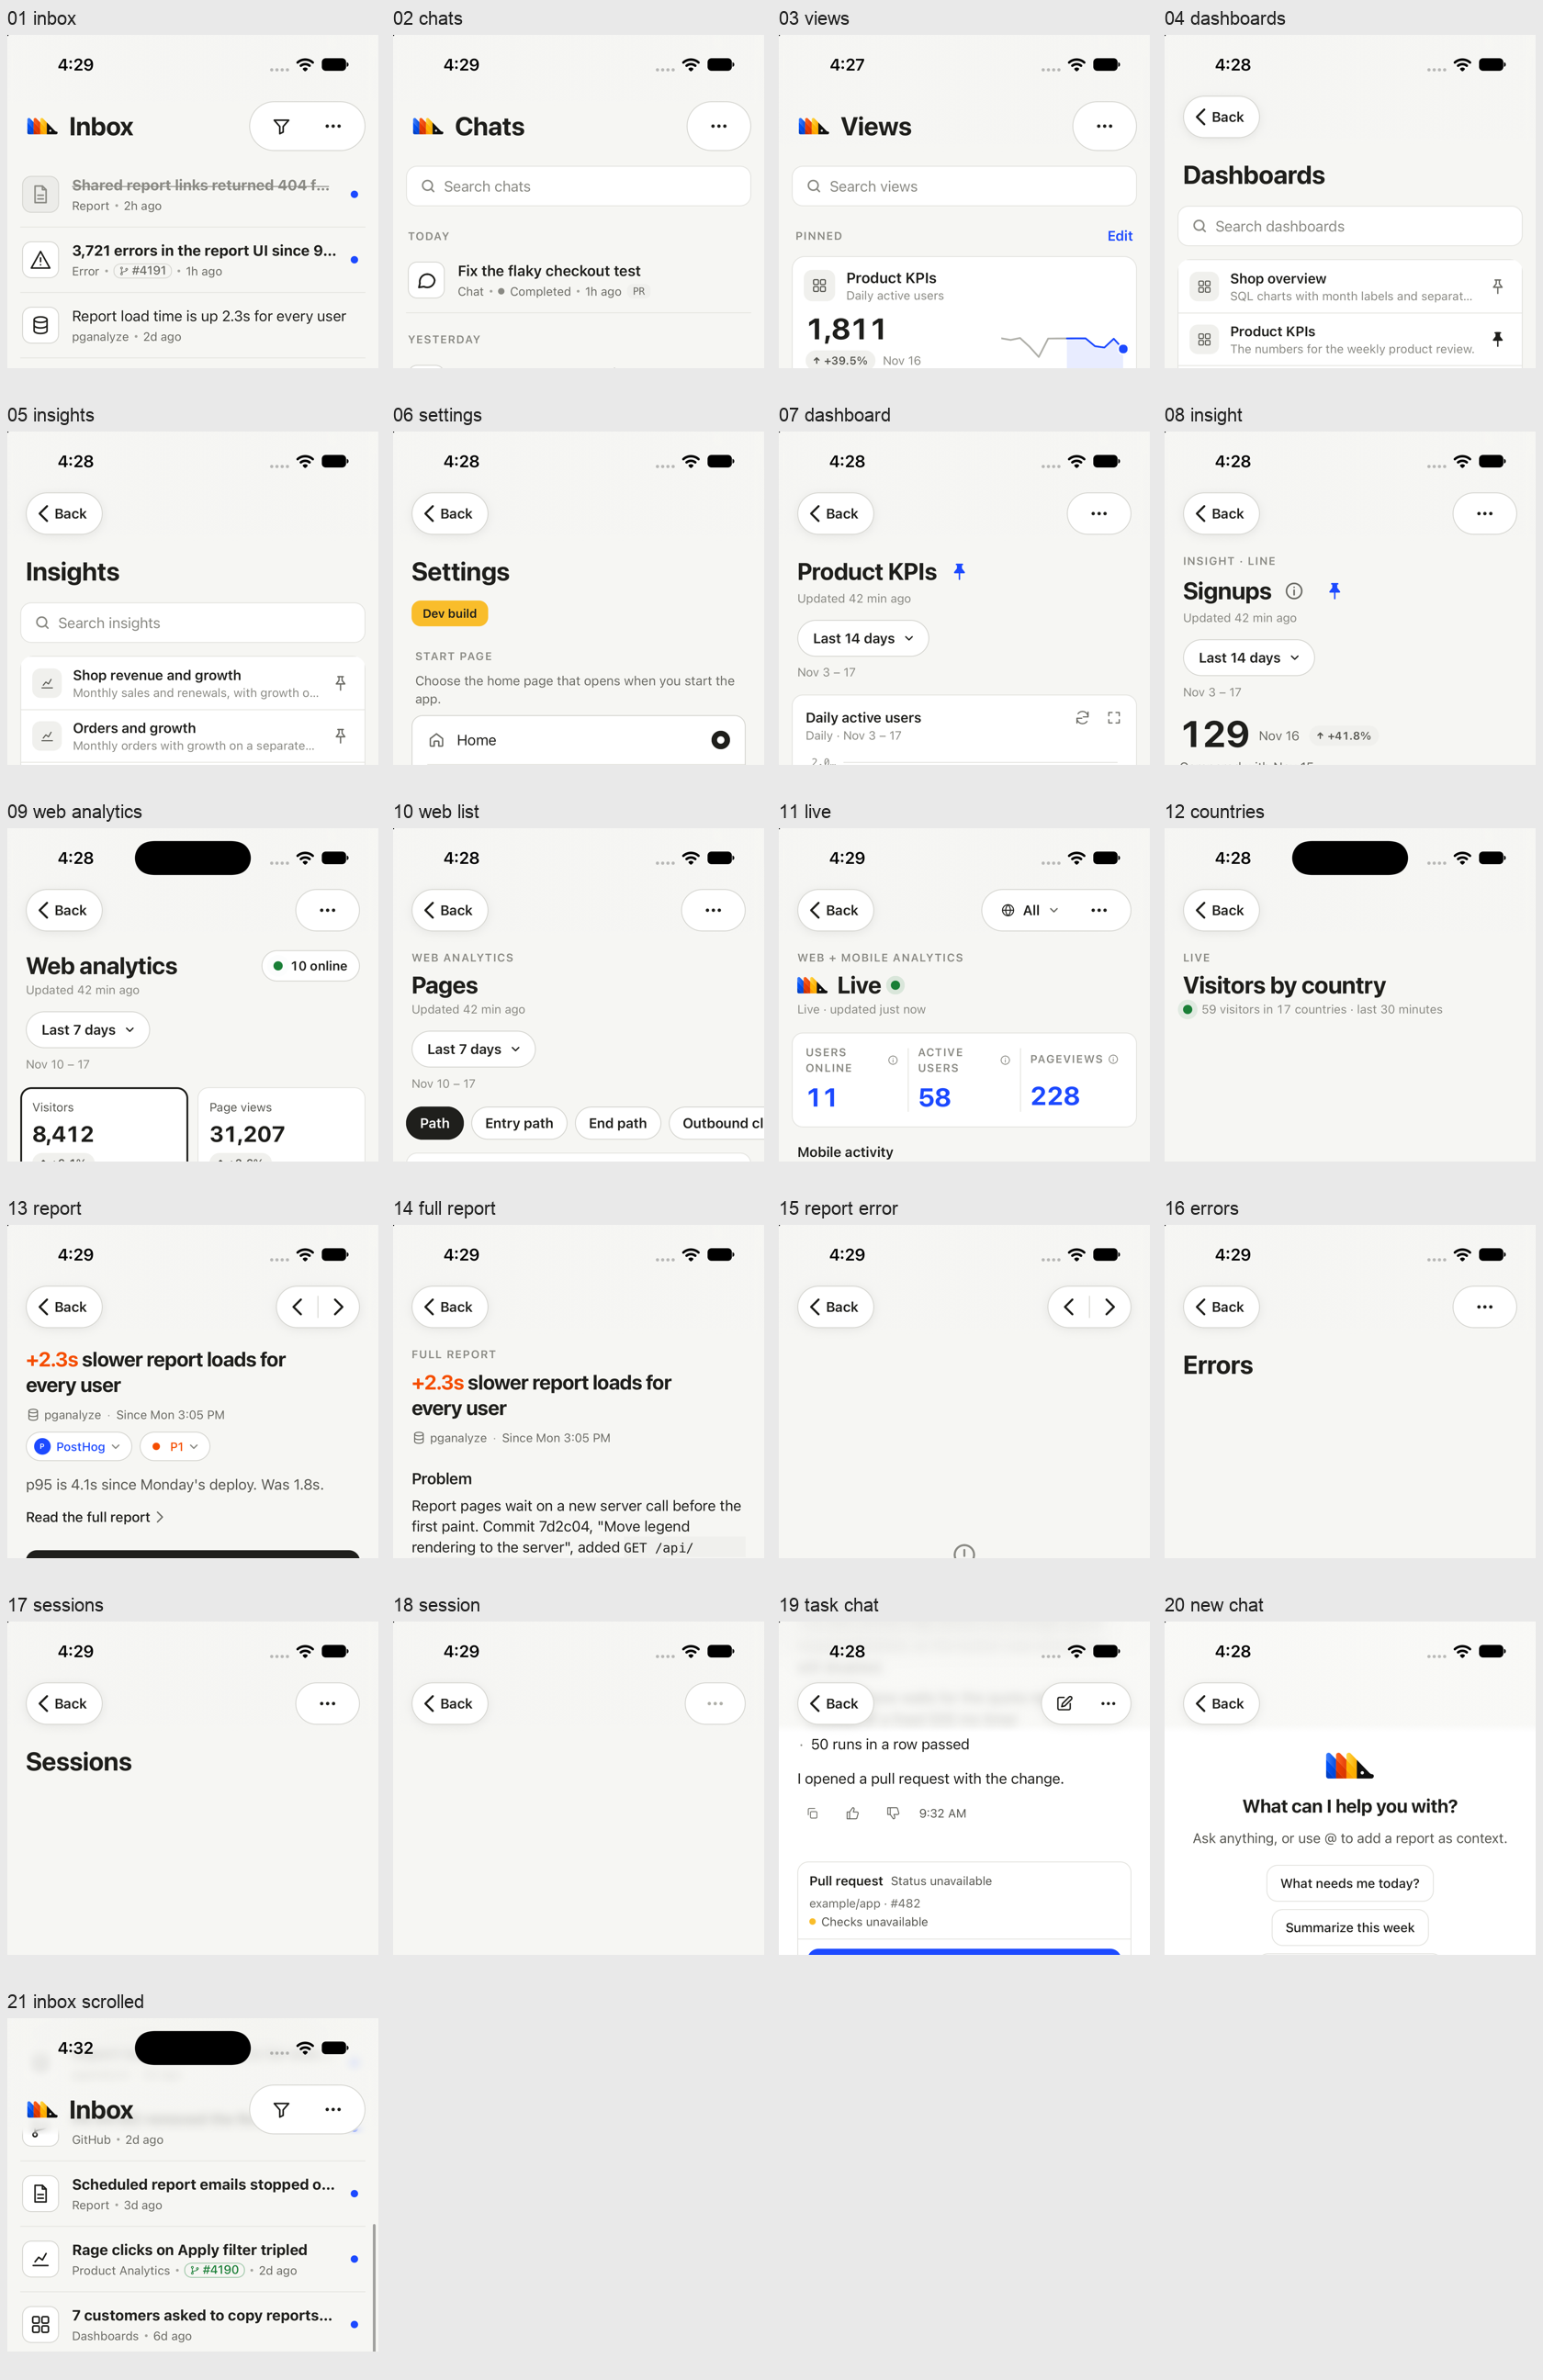 01 inbox
4:29
Inbox
Shared report links returned 404 f...
Report • 2h ago
3,721 errors in the report UI since 9...
Error • #4191 • 1h ago
Report load time is up 2.3s for every user
pganalyze • 2d ago
02 chats
4:29
Chats
Search chats
TODAY
Fix the flaky checkout test
Chat • Completed • 1h ago PR
YESTERDAY
03 views
4:27
Views
Search views
PINNED Edit
Product KPIs
Daily active users
1,811
↑ +39.5% Nov 16
04 dashboards
4:28
Back
Dashboards
Search dashboards
Shop overview
SQL charts with month labels and separat...
Product KPIs
The numbers for the weekly product review.
05 insights
4:28
Back
Insights
Search insights
Shop revenue and growth
Monthly sales and renewals, with growth o...
Orders and growth
Monthly orders with growth on a separate...
06 settings
4:28
Back
Settings
Dev build
START PAGE
Choose the home page that opens when you start the
app.
Home
07 dashboard
4:28
Back
Product KPIs
Updated 42 min ago
Last 14 days
Nov 3 – 17
Daily active users
Daily · Nov 3 – 17
08 insight
4:28
Back
INSIGHT · LINE
Signups
Updated 42 min ago
Last 14 days
Nov 3 – 17
129 Nov 16 ↑ +41.8%
09 web analytics
4:28
Back
Web analytics 10 online
Updated 42 min ago
Last 7 days
Nov 10 – 17
Visitors
8,412
Page views
31,207
10 web list
4:28
Back
WEB ANALYTICS
Pages
Updated 42 min ago
Last 7 days
Nov 10 – 17
Path Entry path End path Outbound cl
11 live
4:29
Back All
WEB + MOBILE ANALYTICS
Live
Live · updated just now
USERS
ONLINE
11
ACTIVE
USERS
58
PAGEVIEWS
228
Mobile activity
12 countries
4:28
Back
LIVE
Visitors by country
59 visitors in 17 countries · last 30 minutes
13 report
4:29
Back
+2.3s slower report loads for
every user
pganalyze · Since Mon 3:05 PM
P PostHog P1
p95 is 4.1s since Monday's deploy. Was 1.8s.
Read the full report
14 full report
4:29
Back
FULL REPORT
+2.3s slower report loads for
every user
pganalyze · Since Mon 3:05 PM
Problem
Report pages wait on a new server call before the
first paint. Commit 7d2c04, "Move legend
rendering to the server", added GET /api/
15 report error
4:29
Back
16 errors
4:29
Back
Errors
17 sessions
4:29
Back
Sessions
18 session
4:29
Back
19 task chat
4:28
Back
· 50 runs in a row passed
I opened a pull request with the change.
9:32 AM
Pull request Status unavailable
example/app · #482
Checks unavailable
20 new chat
4:28
Back
What can I help you with?
Ask anything, or use @ to add a report as context.
What needs me today?
Summarize this week
21 inbox scrolled
4:32
Inbox
GitHub • 2d ago
Scheduled report emails stopped o...
Report • 3d ago
Rage clicks on Apply filter tripled
Product Analytics • #4190 • 2d ago
7 customers asked to copy reports...
Dashboards • 6d ago